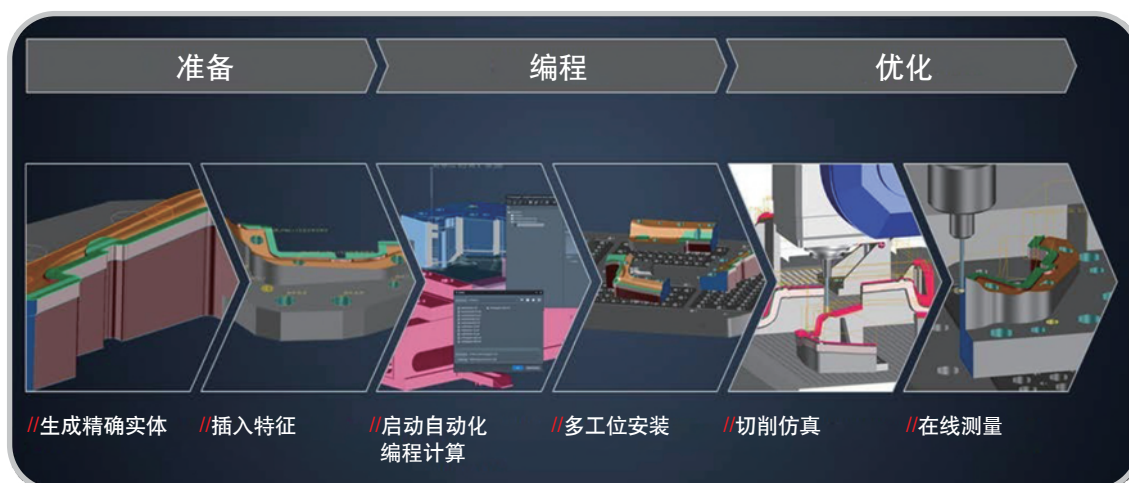 准备
编程
优化
//生成精确实体
//插入特征
//启动自动化
编程计算
//多工位安装
//切削仿真
//在线测量